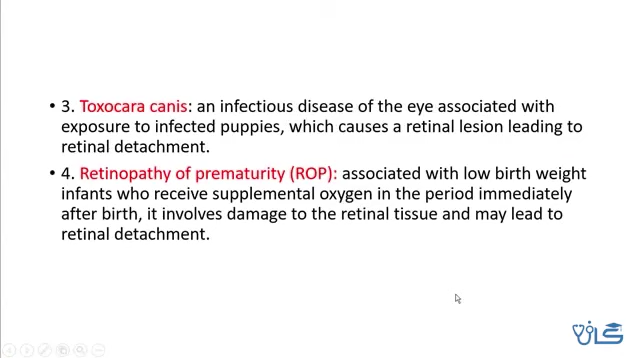 • 3. Toxocara canis: an infectious disease of the eye associated with
exposure to infected puppies, which causes a retinal lesion leading to
retinal detachment.
• 4. Retinopathy of prematurity (ROP): associated with low birth weight
infants who receive supplemental oxygen in the period immediately
after birth, it involves damage to the retinal tissue and may lead to
retinal detachment.